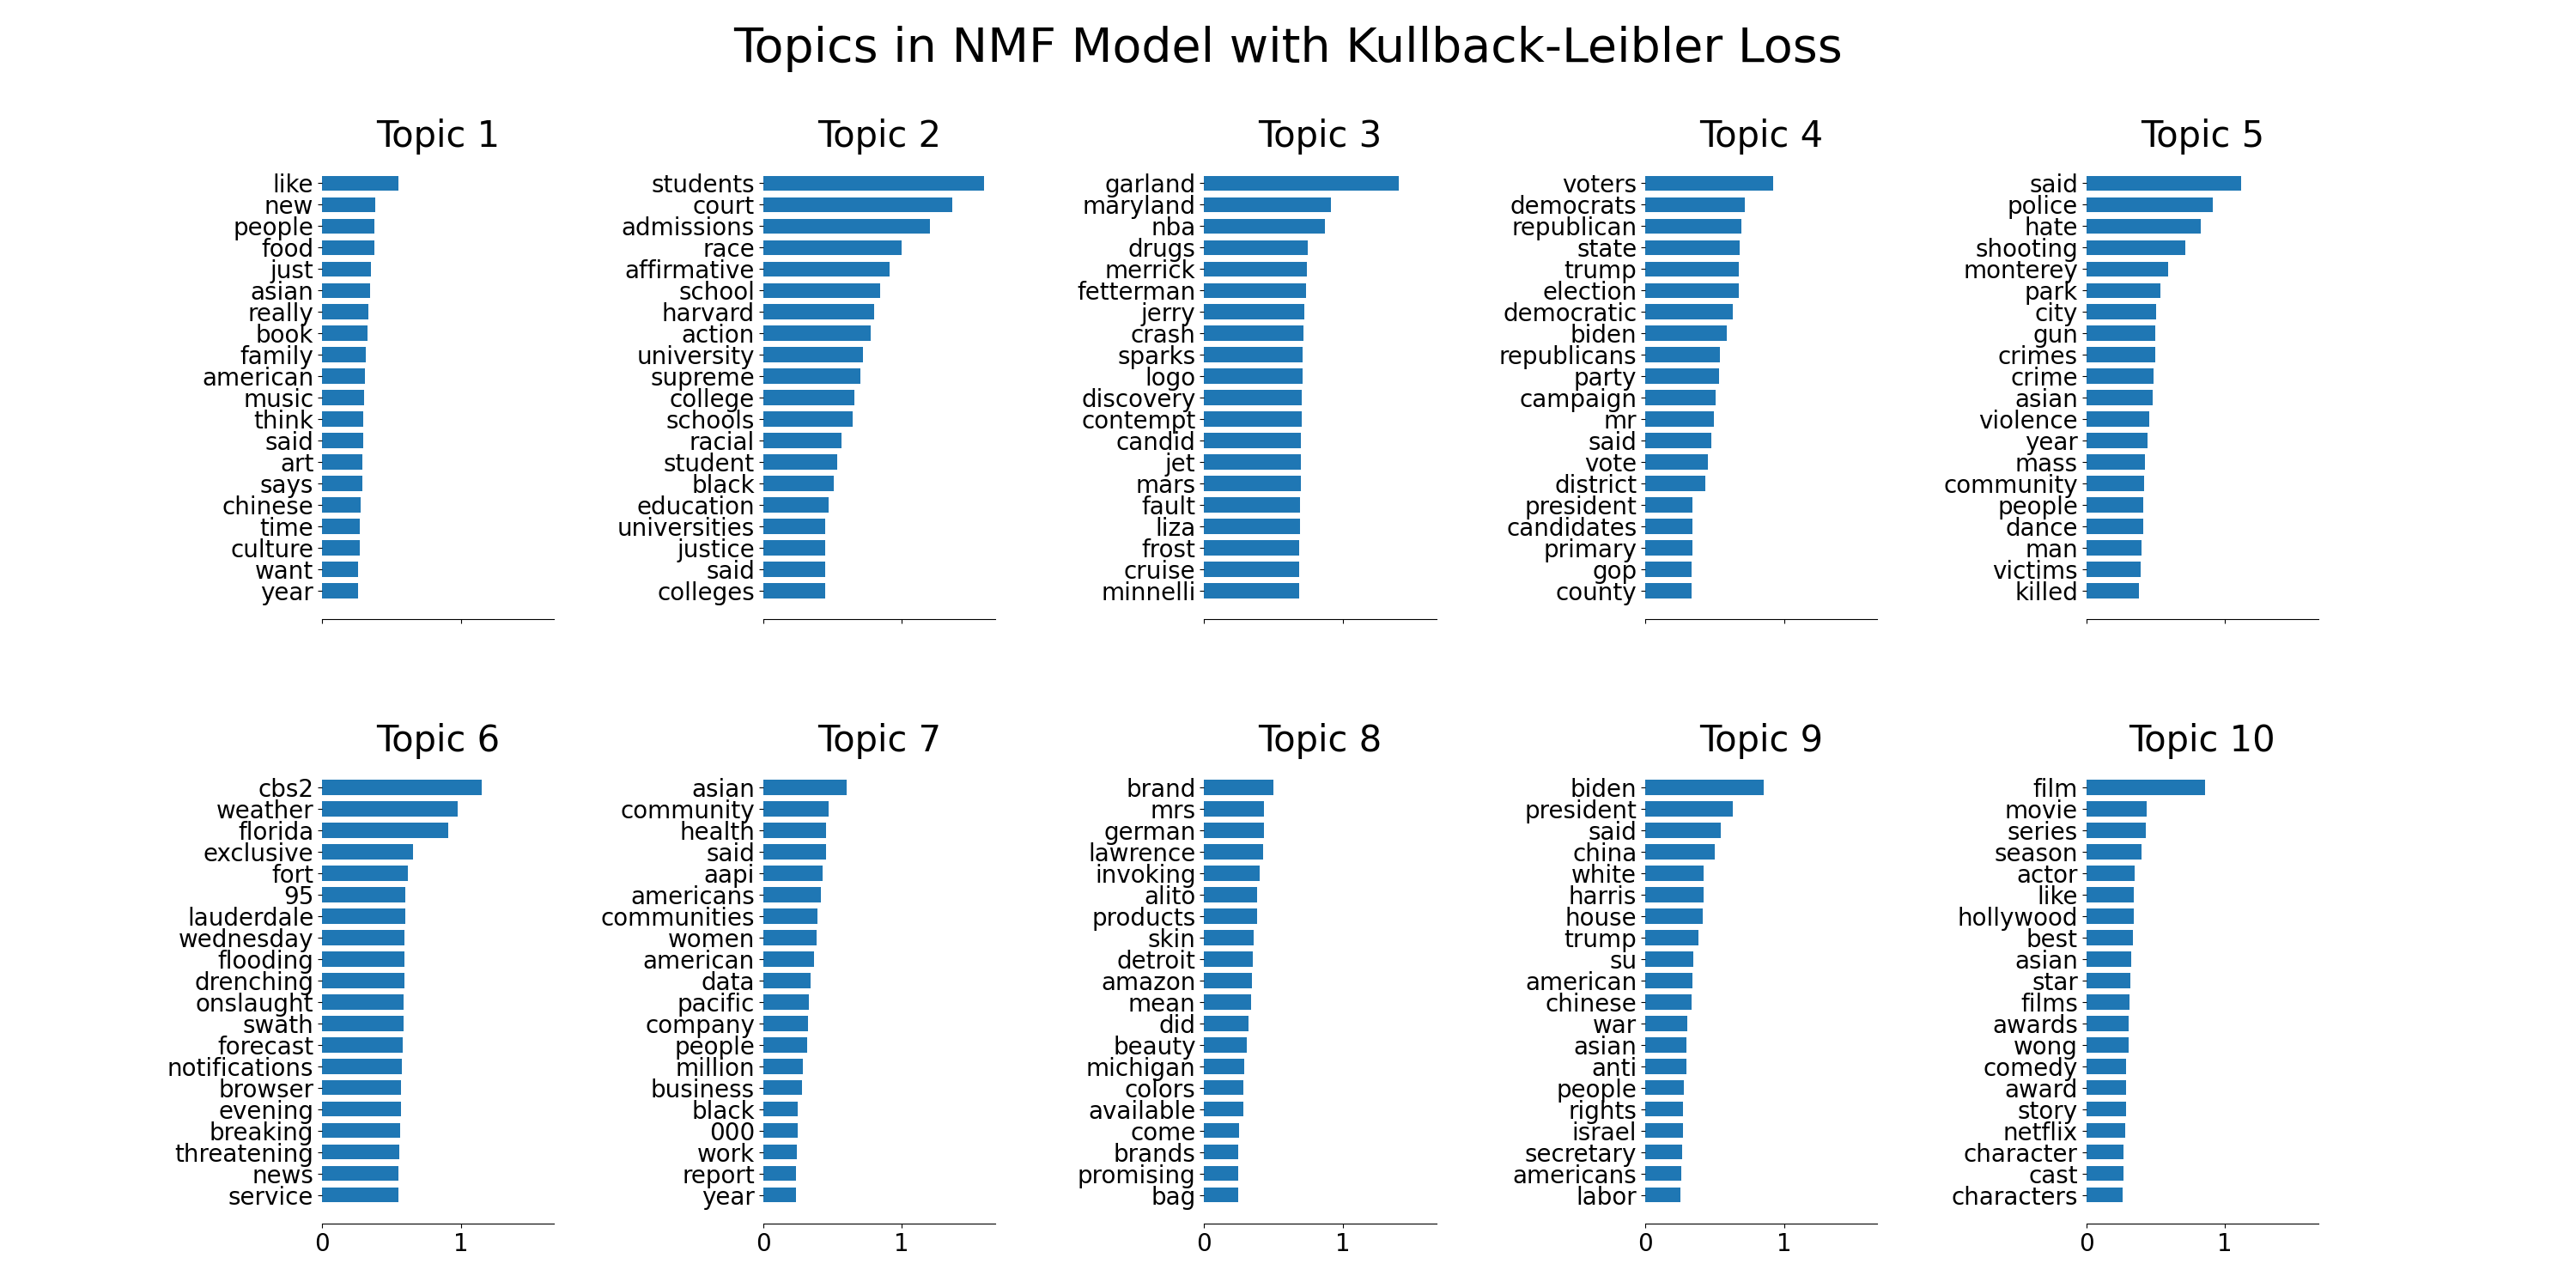 Topics in NMF Model with Kullback-Leibler Loss
Topic 1
like
new
people
food
just
asian
really
book
family
american
music
think
said
art
says
chinese
time
culture
want
year
Topic 2
students
court
admissions
race
affirmative
school
harvard
action
university
supreme
college
schools
racial
student
black
education
universities
justice
said
colleges
Topic 3
garland
maryland
nba
drugs
merrick
fetterman
jerry
crash
sparks
logo
discovery
contempt
candid
jet
mars
fault
liza
frost
cruise
minnelli
Topic 4
voters
democrats
republican
state
trump
election
democratic
biden
republicans
party
campaign
mr
said
vote
district
president
candidates
primary
gop
county
Topic 5
said
police
hate
shooting
monterey
park
city
gun
crimes
crime
asian
violence
year
mass
community
people
dance
man
victims
killed
Topic 6
cbs2
weather
florida
exclusive
fort
95
lauderdale
wednesday
flooding
drenching
onslaught
swath
forecast
notifications
browser
evening
breaking
threatening
news
service
0 1
Topic 7
asian
community
health
said
aapi
americans
communities
women
american
data
pacific
company
people
million
business
black
000
work
report
year
0 1
Topic 8
brand
mrs
german
lawrence
invoking
alito
products
skin
detroit
amazon
mean
did
beauty
michigan
colors
available
come
brands
promising
bag
0 1
Topic 9
biden
president
said
china
white
harris
house
trump
su
american
chinese
war
asian
anti
people
rights
israel
secretary
americans
labor
0 1
Topic 10
film
movie
series
season
actor
like
hollywood
best
asian
star
films
awards
wong
comedy
award
story
netflix
character
cast
characters
0 1